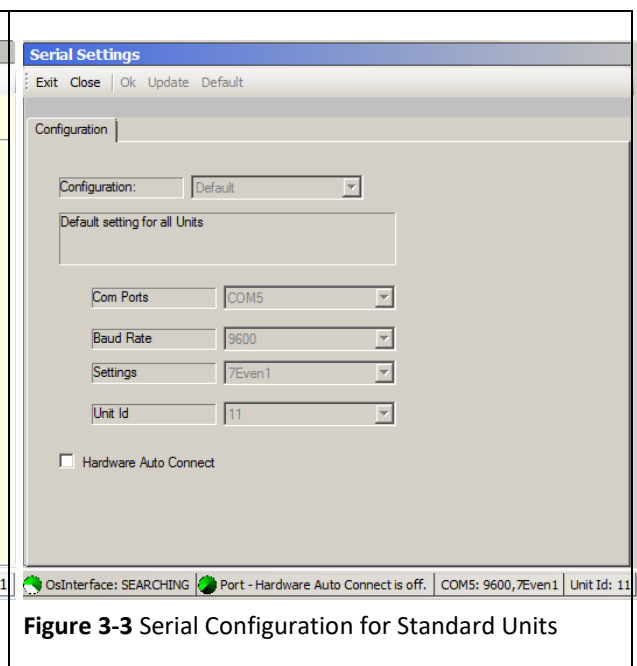 Serial Settings
Exit Close Ok Update Default
Configuration
Configuration: Default
Default setting for all Units
Com Ports COM5
Baud Rate 9600
Settings 7Even1
Unit Id 11
Hardware Auto Connect
1 OsInterface: SEARCHING Port - Hardware Auto Connect is off. COM5: 9600,7Even1 Unit Id: 11
Figure 3-3 Serial Configuration for Standard Units